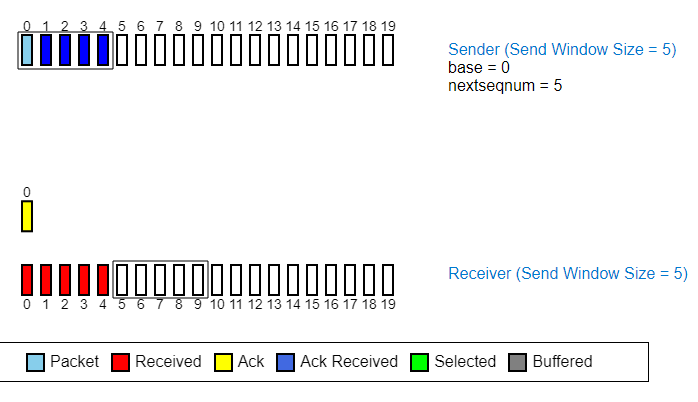 0 1 2 3 4 5 6 7 8 9 10 11 12 13 14 15 16 17 18 19
Sender (Send Window Size = 5)
base = 0
nextseqnum = 5
0
Receiver (Send Window Size = 5)
0 1 2 3 4 5 6 7 8 9 10 11 12 13 14 15 16 17 18 19
Packet Received Ack Ack Received Selected Buffered